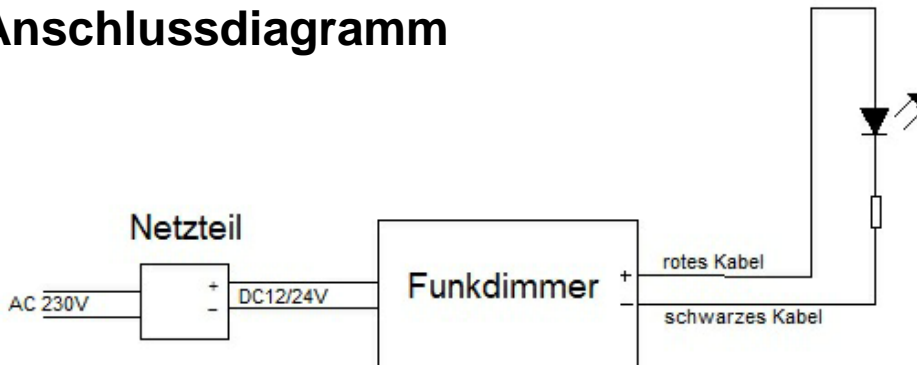 Anschlussdiagramm
Netzteil
AC 230V
+
−
DC12/24V
Funkdimmer
+
−
rotes Kabel
schwarzes Kabel